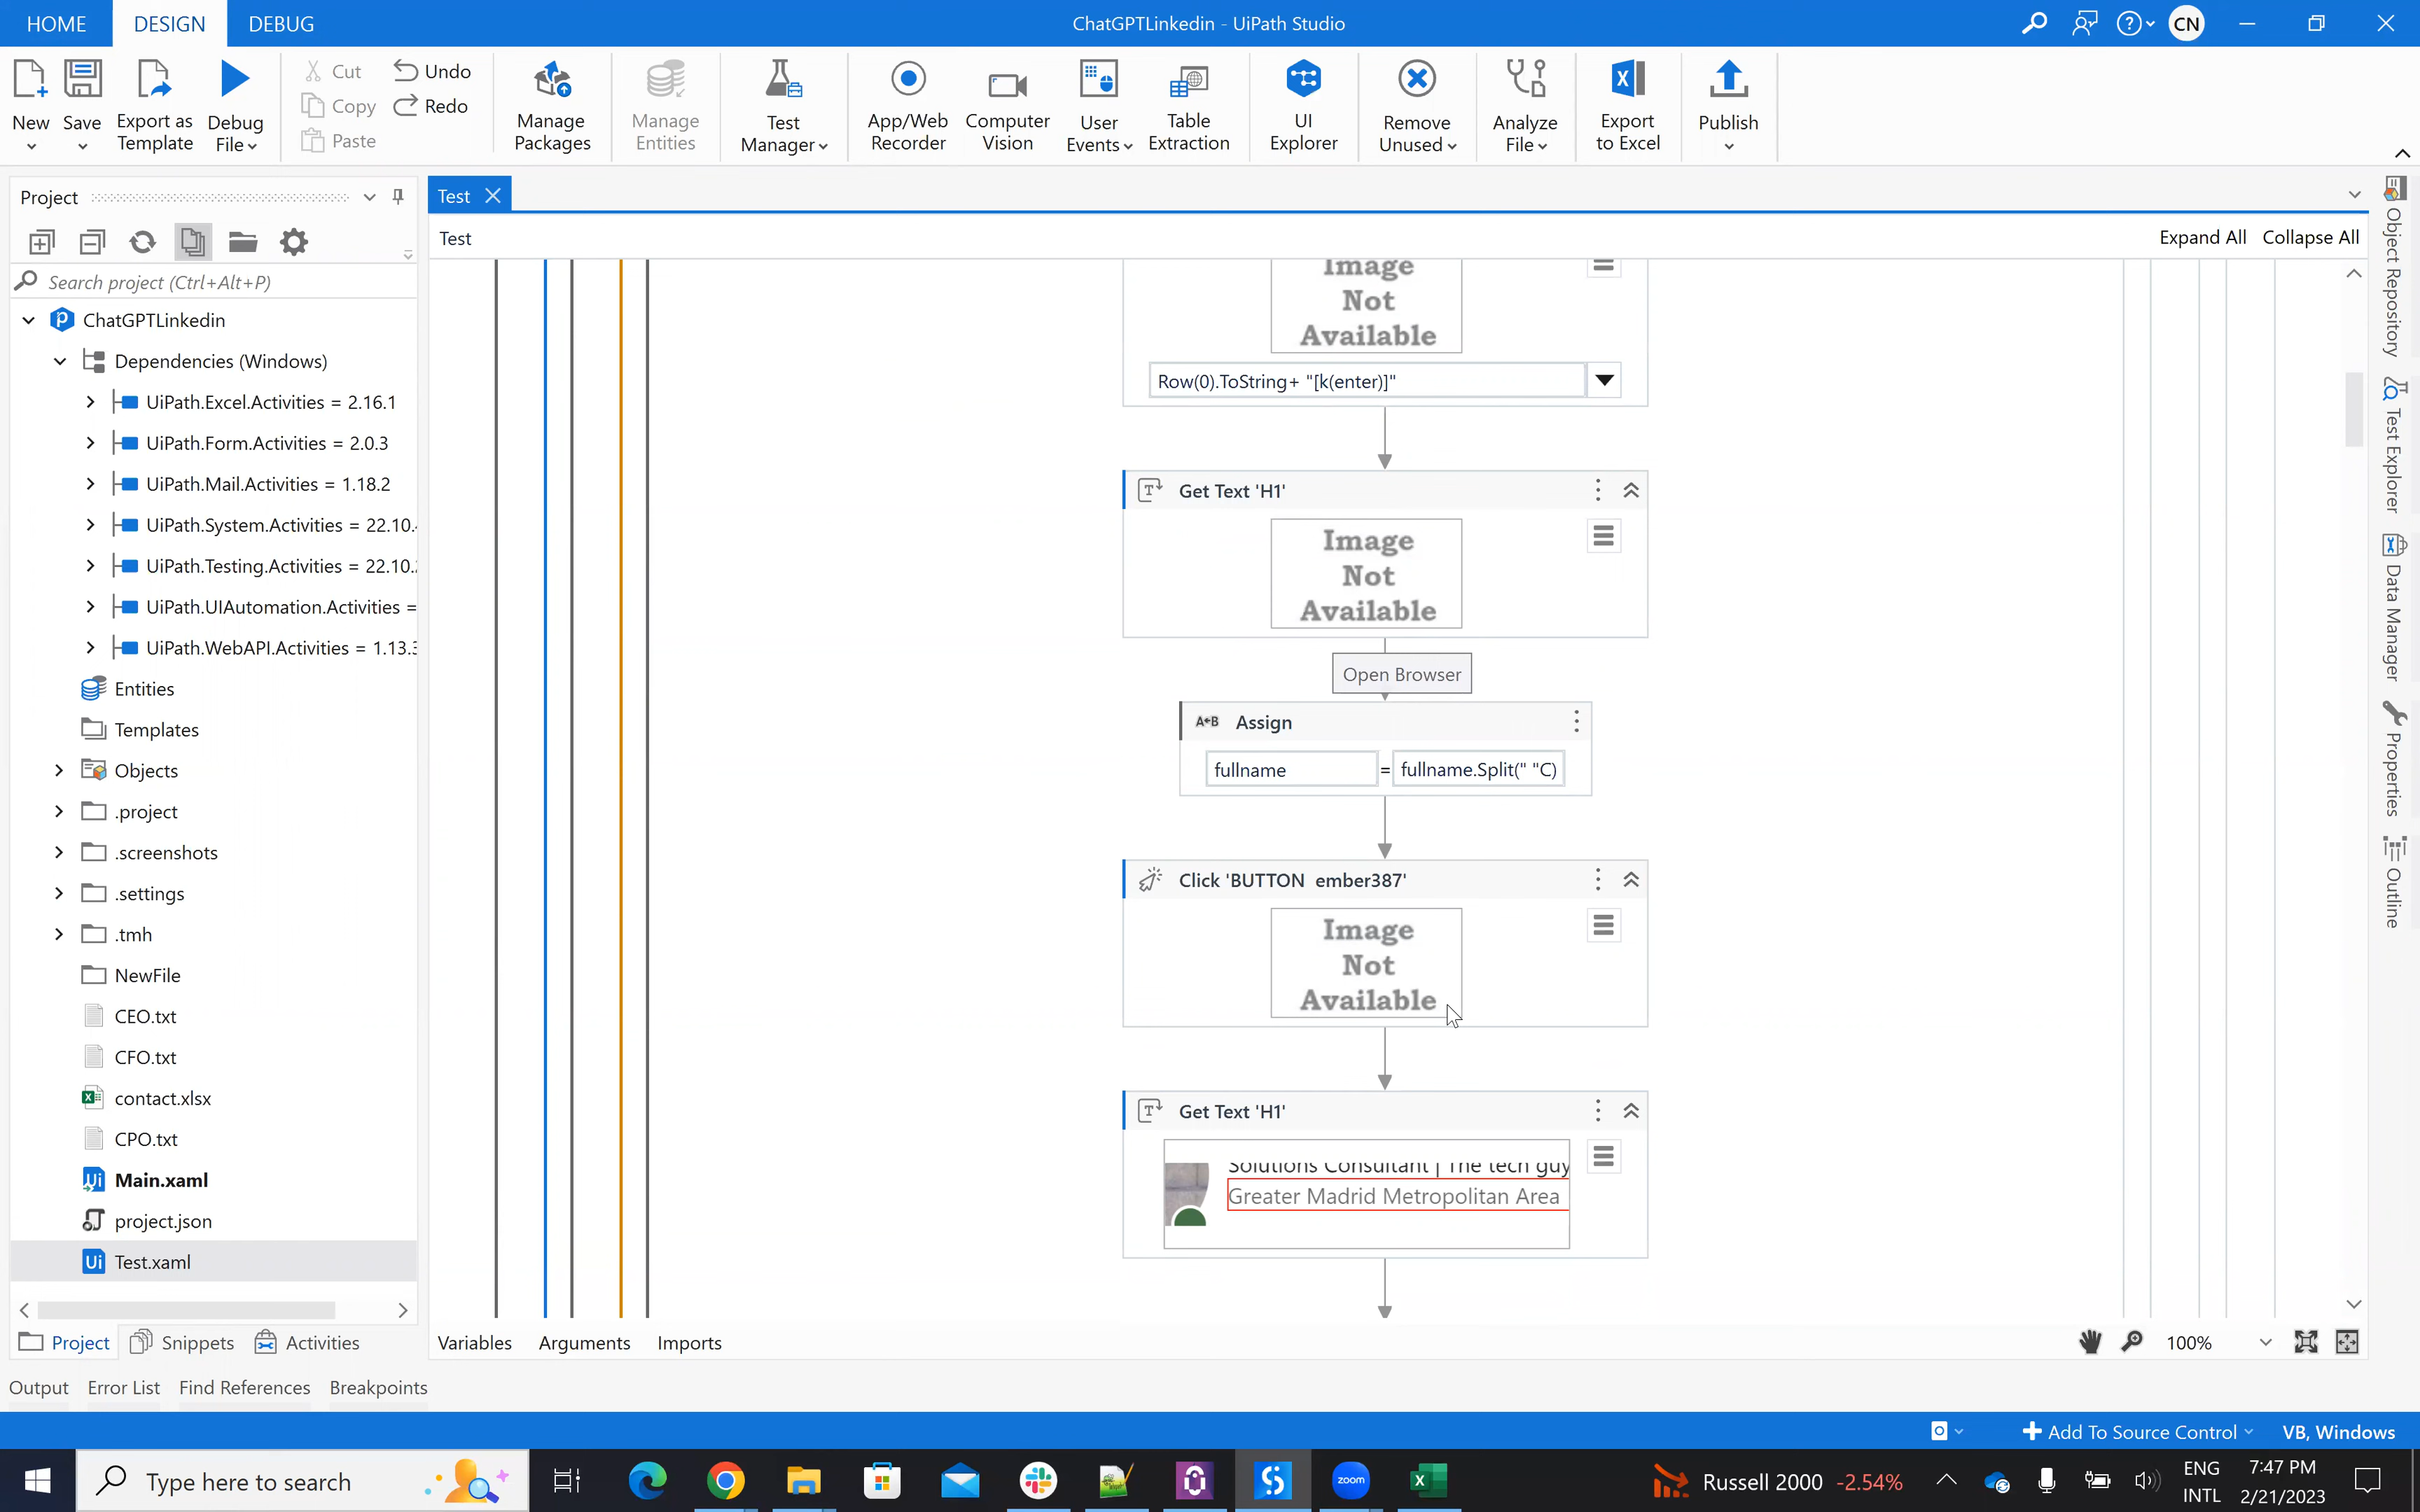 HOME DESIGN DEBUG ChatGPTLinkedin - UiPath Studio CN
New Save Export as Template Debug File
Cut Copy Paste Undo Redo
Manage Packages
Manage Entities
Test Manager
App/Web Recorder
Computer Vision
User Events
Table Extraction
UI Explorer
Remove Unused
Analyze File
Export to Excel
Publish
Project
Search project (Ctrl+Alt+P)
ChatGPTLinkedin
Dependencies (Windows)
UiPath.Excel.Activities = 2.16.1
UiPath.Form.Activities = 2.0.3
UiPath.Mail.Activities = 1.18.2
UiPath.System.Activities = 22.10.
UiPath.Testing.Activities = 22.10.
UiPath.UIAutomation.Activities =
UiPath.WebAPI.Activities = 1.13.3
Entities
Templates
Objects
.project
.screenshots
.settings
.tmh
NewFile
CEO.txt
CFO.txt
contact.xlsx
CPO.txt
Main.xaml
project.json
Test.xaml
Project Snippets Activities
Test
Test Expand All Collapse All
Image
Not
Available
Row(0).ToString+ "[k(enter)]"
Get Text 'H1'
Image
Not
Available
Open Browser
A B Assign
fullname = fullname.Split(" "C)
Click 'BUTTON ember387'
Image
Not
Available
Get Text 'H1'
Solutions Consultant | The tech guy
Greater Madrid Metropolitan Area
Variables Arguments Imports 100%
Object Repository
Test Explorer
Data Manager
Properties
Outline
Output Error List Find References Breakpoints
Add To Source Control VB, Windows
Type here to search zoom Russell 2000 -2.54% ENG INTL 7:47 PM 2/21/2023